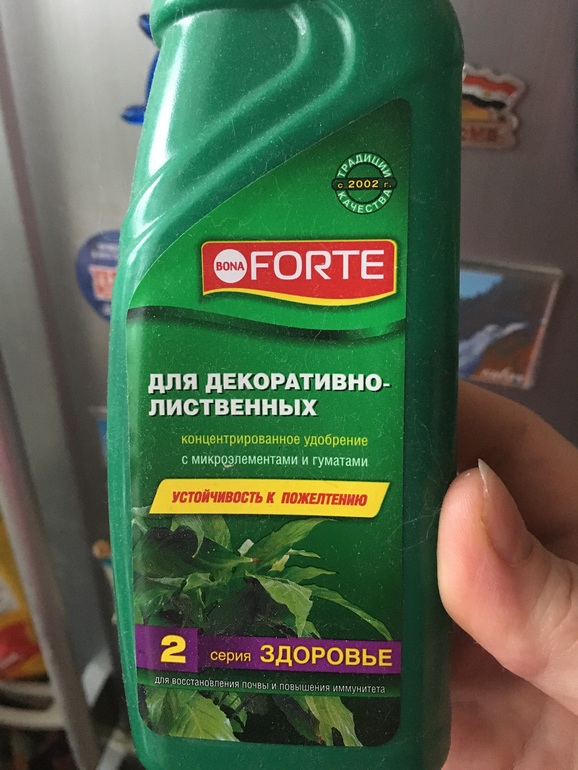 ТРАДИЦИИ
с 2002 г.
КАЧЕСТВА
BONA
FORTE
ДЛЯ ДЕКОРАТИВНО-
ЛИСТВЕННЫХ
концентрированное удобрение
с микроэлементами и гуматами
УСТОЙЧИВОСТЬ К ПОЖЕЛТЕНИЮ
2 серия ЗДОРОВЬЕ
для восстановления почвы и повышения иммунитета